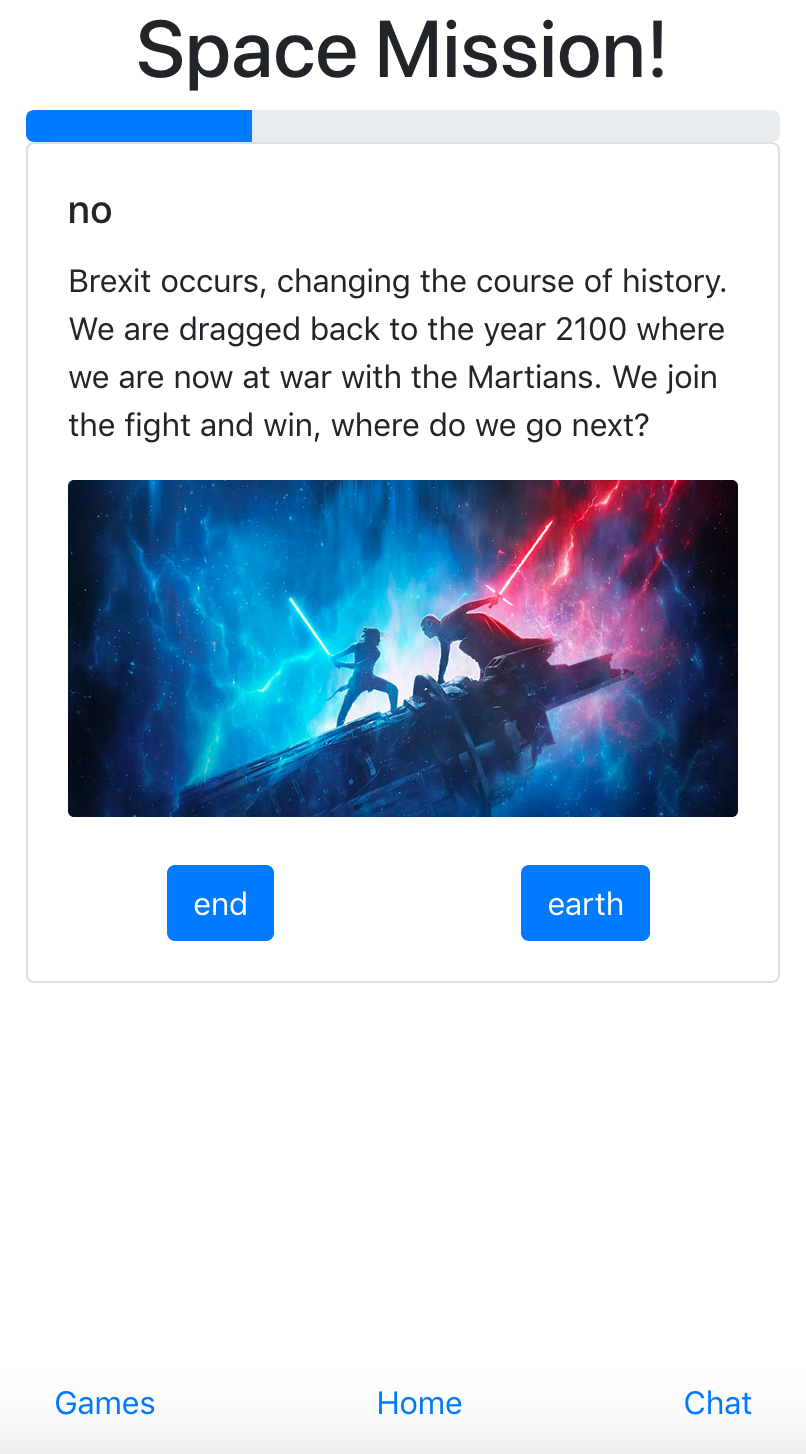 Space Mission!
no
Brexit occurs, changing the course of history.
We are dragged back to the year 2100 where
we are now at war with the Martians. We join
the fight and win, where do we go next?
end
earth
Games
Home
Chat